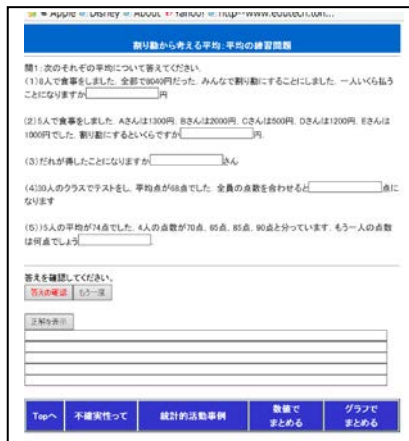 Apple Disney About Yahoo! http--www.edutech.ton...
割り勘から考える平均:平均の練習問題
問1:次のそれぞれの平均について答えてください.
(1)8人で食事をしました. 全部で8040円だった. みんなで割り勘にすることにしました. 一人いくら払う
ことになりますか 円
(2)5人で食事をしました. Aさんは1300円, Bさんは2000円, Cさんは500円, Dさんは1200円, Eさんは
1000円でした. 割り勘にするといくらですか 円.
(3)だれが得したことになりますか さん
(4)30人のクラスでテストをし, 平均点が68点でした. 全員の点数を合わせると 点に
なります
(5)5人の平均が74点でした. 4人の点数が70点, 65点, 85点, 90点と分っています. もう一人の点数
は何点でしょう .
答えを確認してください.
答えの確認 もう一度
正解を表示
Topへ 不確実性って 統計的活動事例 数値で まとめる グラフで まとめる